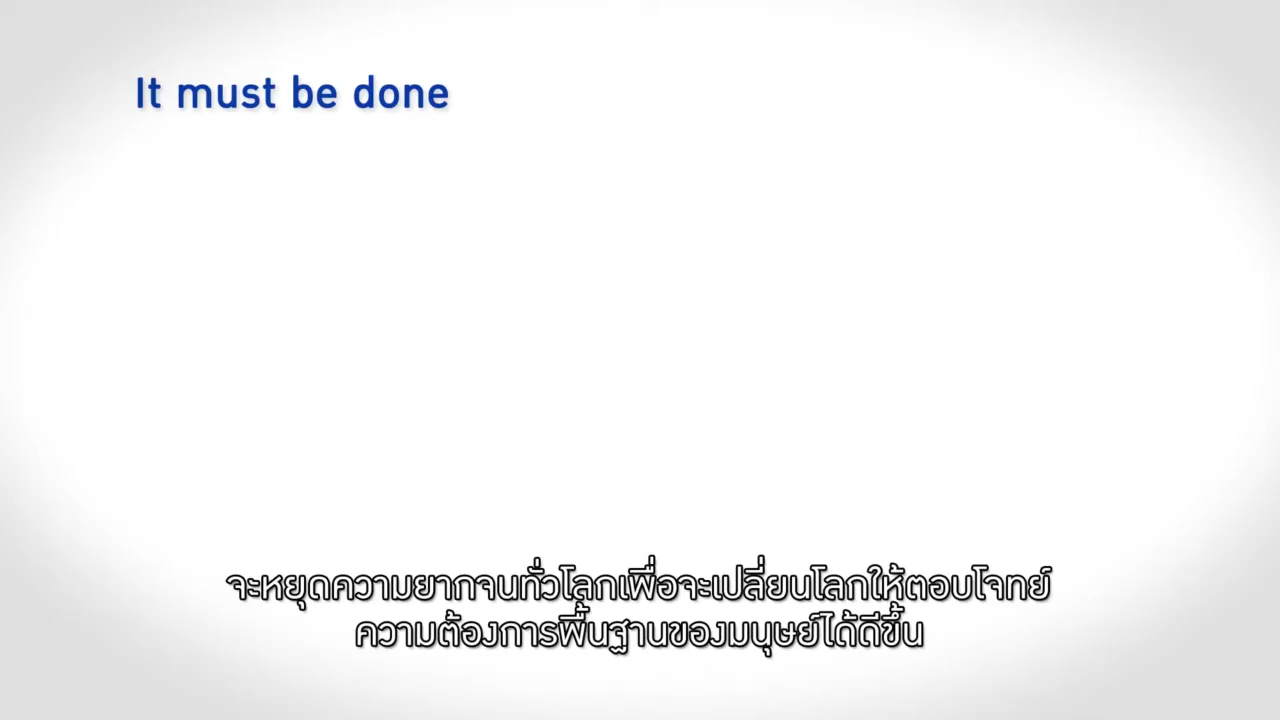 It must be done
จะหยุดความยากจนทั่วโลกเพื่อจะเปลี่ยนโลกให้ตอบโจทย์
ความต้องการพื้นฐานของมนุษย์ได้ดีขึ้น